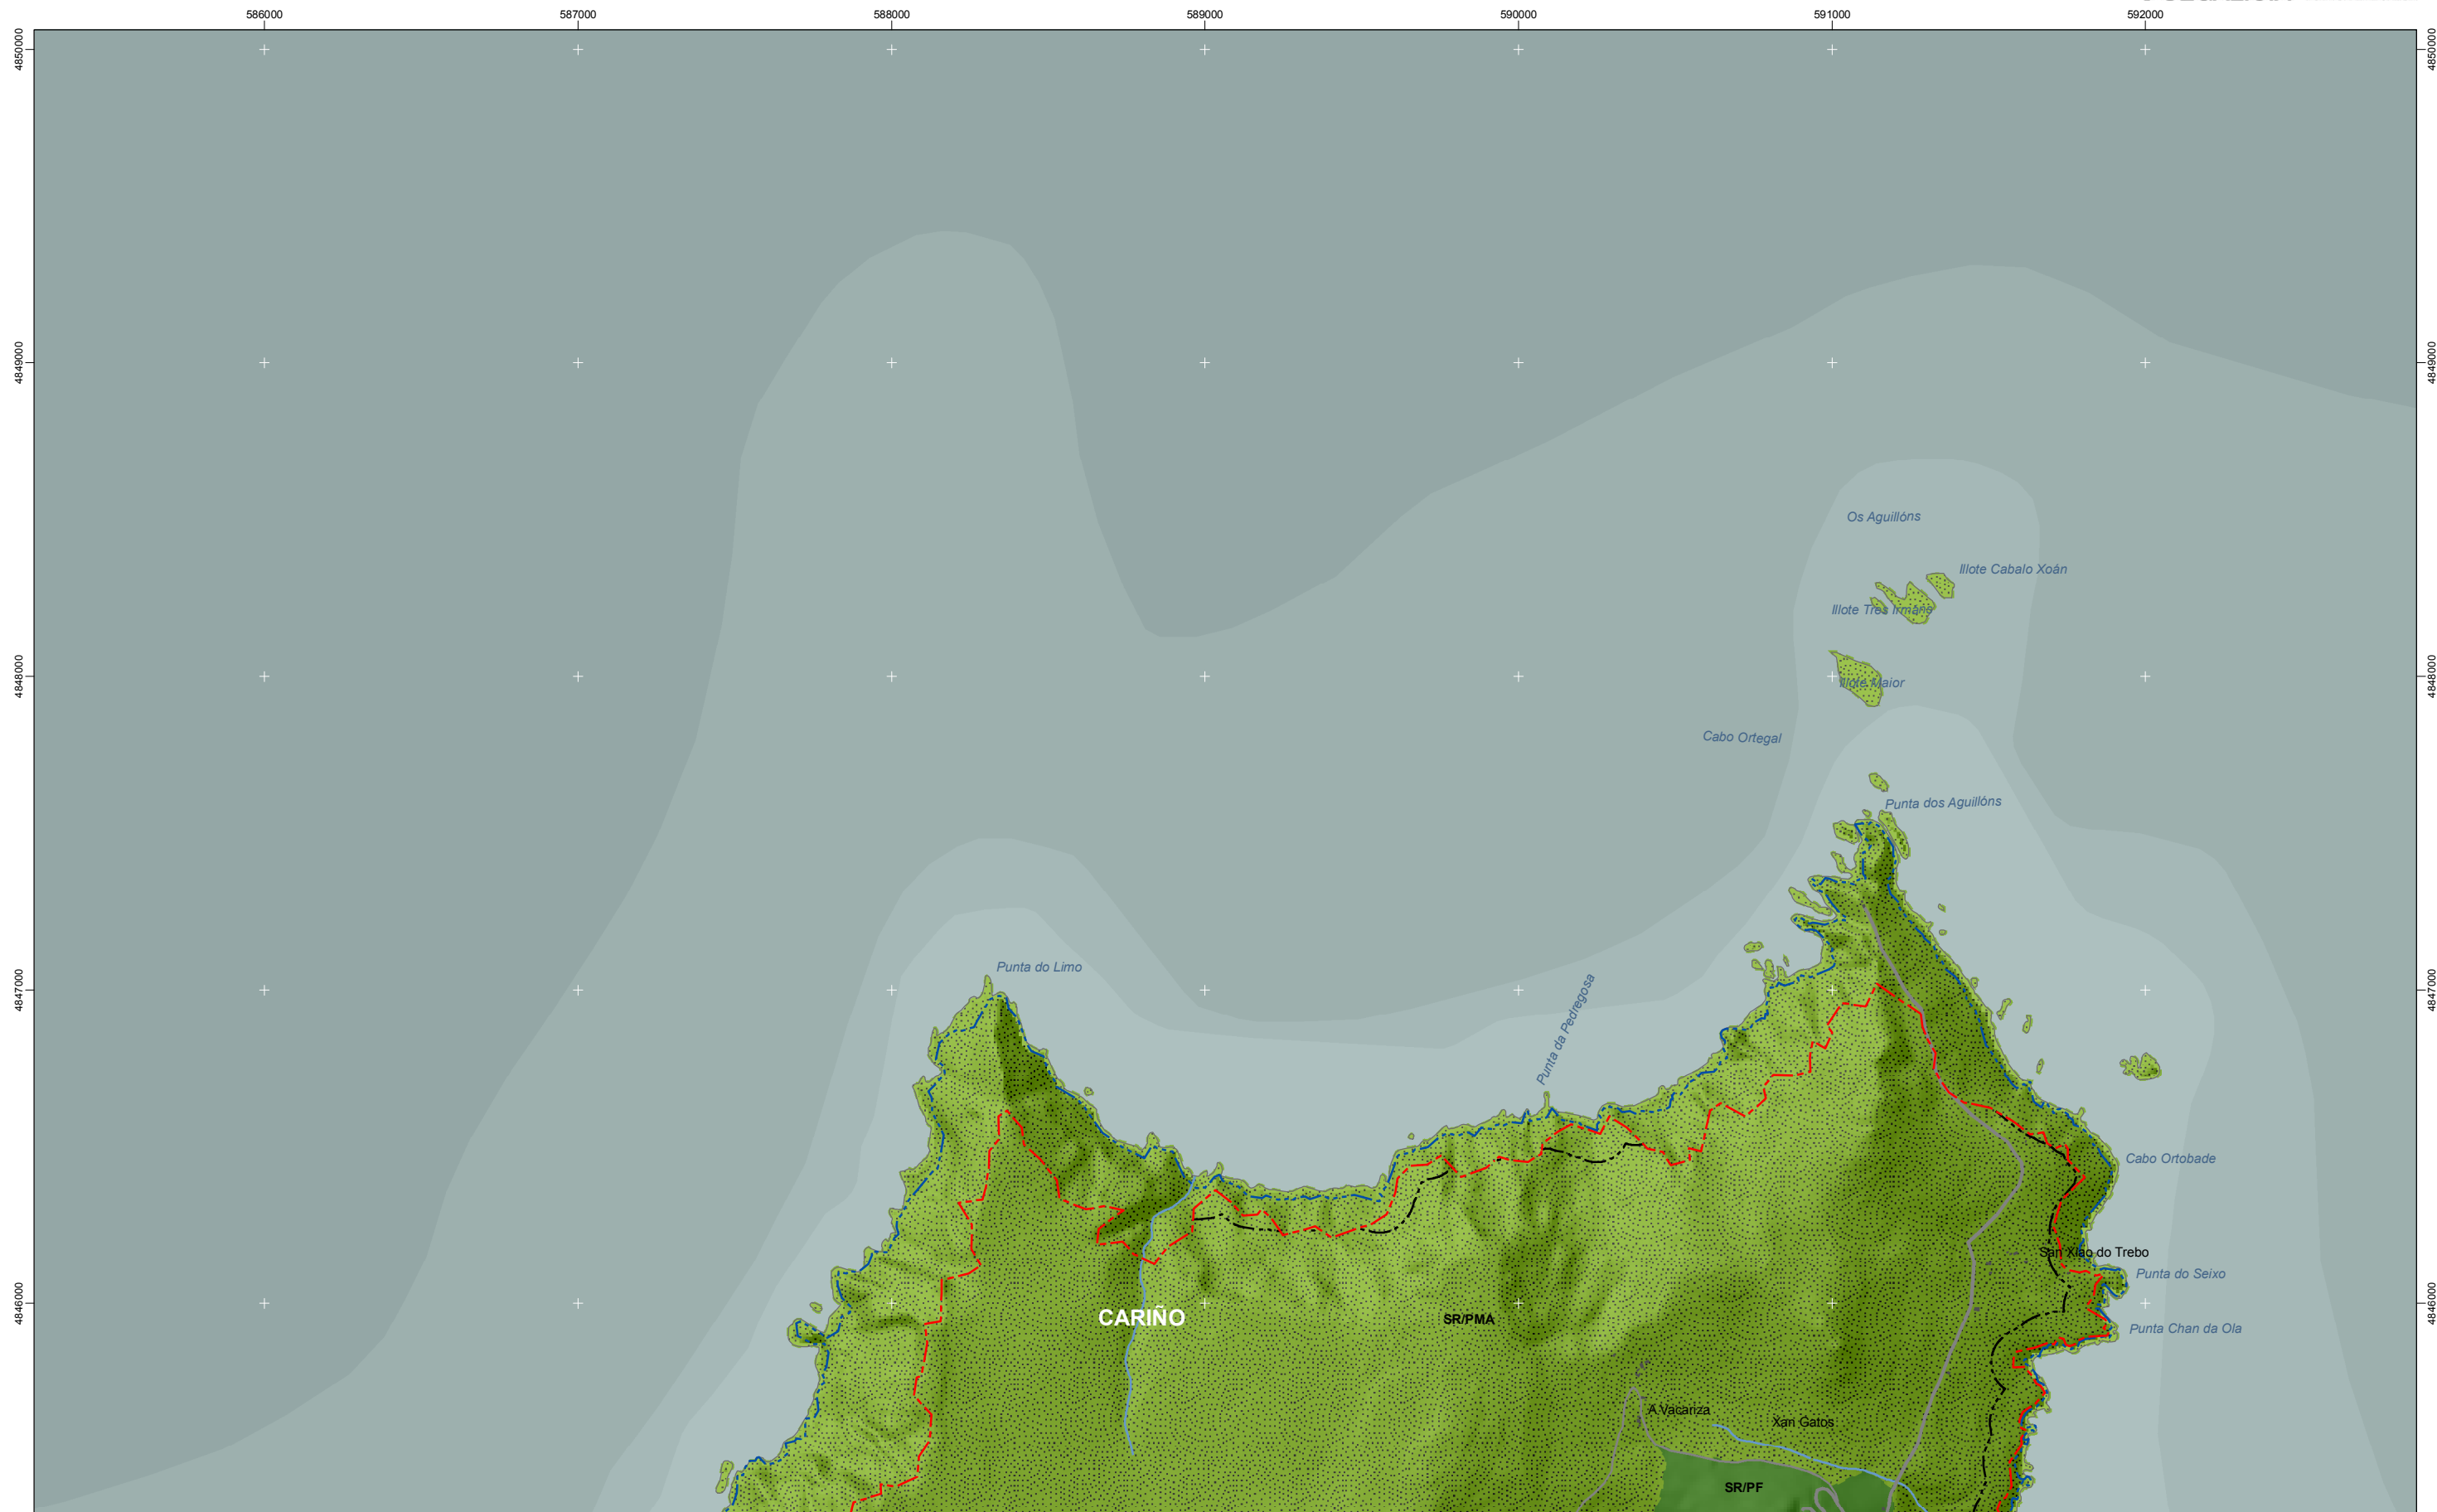 586000 587000 588000 589000 590000 591000 592000
4850000 4850000
4849000 4849000
Os Aguillóns
Illote Cabalo Xoán
Illote Tres Irmáns
4848000 4848000
Illote Maior
Cabo Ortegal
Punta dos Aguillóns
Punta do Limo
4847000 4847000
Punta da Pedregosa
Cabo Ortobade
San Xiao do Trebo
Punta do Seixo
4846000 4846000
CARIÑO
SR/PMA
Punta Chan da Ola
A Vacariza
Xan Gatos
SR/PF